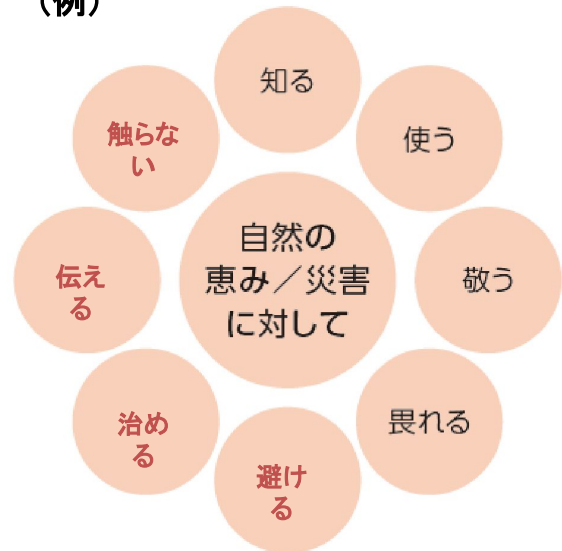 (例)
知る
使う
敬う
畏れる
避け
る
治め
る
伝え
る
触らな
い
自然の
恵み/災害
に対して